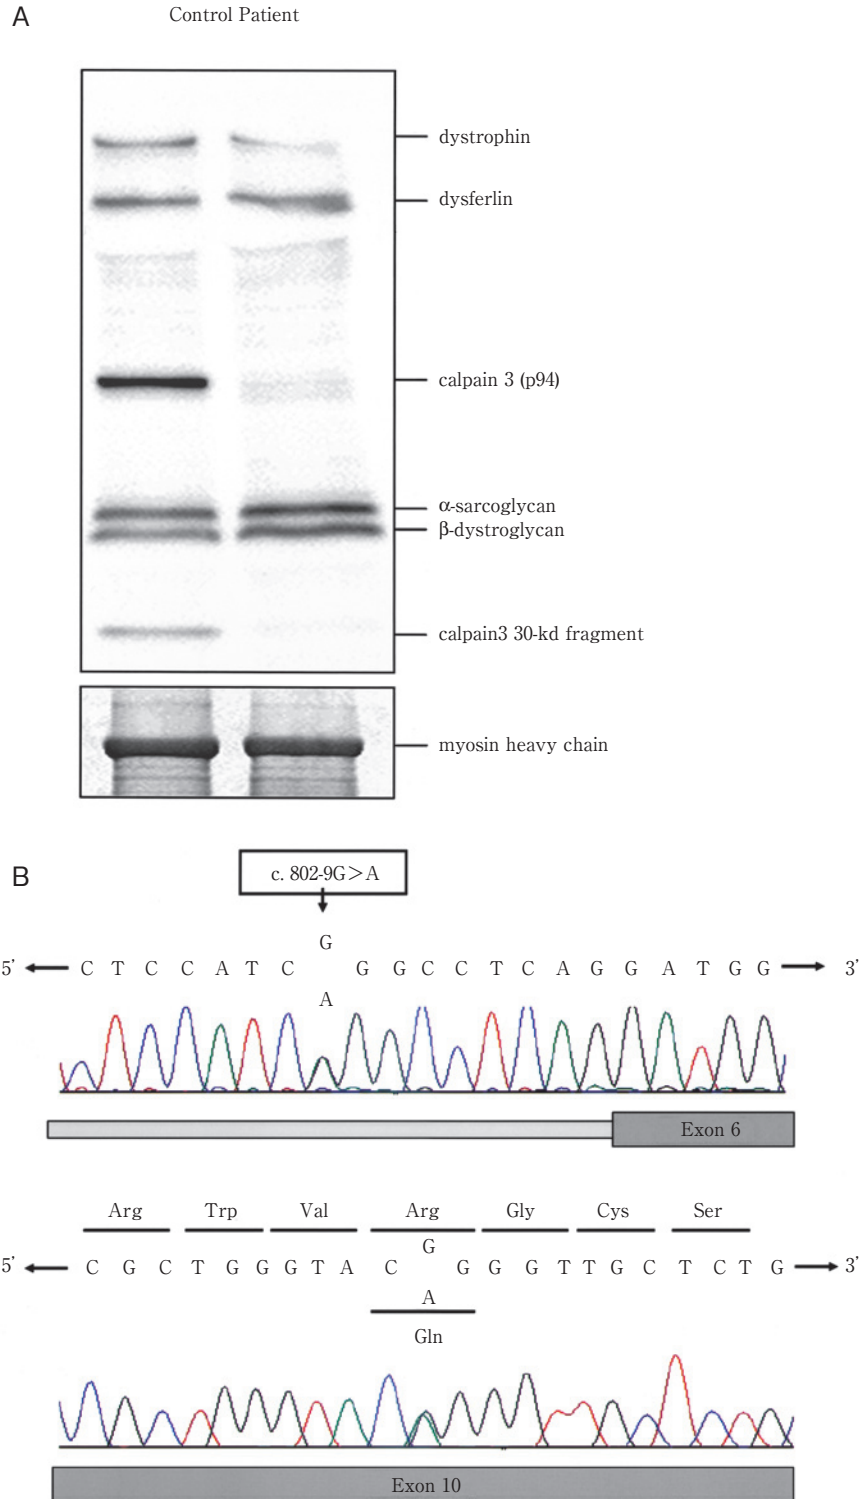 A
Control Patient
dystrophin
dysferlin
calpain 3 (p94)
α-sarcoglycan
β-dystroglycan
calpain3 30-kd fragment
myosin heavy chain
B
c. 802-9G>A
G
5' C T C C A T C G G C C T C A G G A T G G 3'
A
Exon 6
Arg Trp Val Arg Gly Cys Ser
G
5' C G C T G G G T A C G G G T T G C T C T G 3'
A
Gln
Exon 10